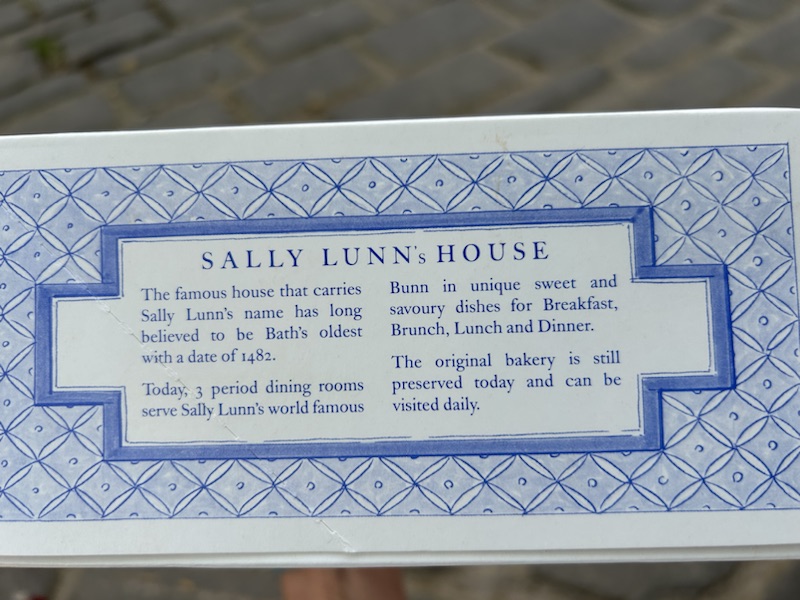 SALLY LUNN's HOUSE
The famous house that carries
Sally Lunn's name has long
believed to be Bath's oldest
with a date of 1482.
Today, 3 period dining rooms
serve Sally Lunn's world famous
Bunn in unique sweet and
savoury dishes for Breakfast,
Brunch, Lunch and Dinner.
The original bakery is still
preserved today and can be
visited daily.